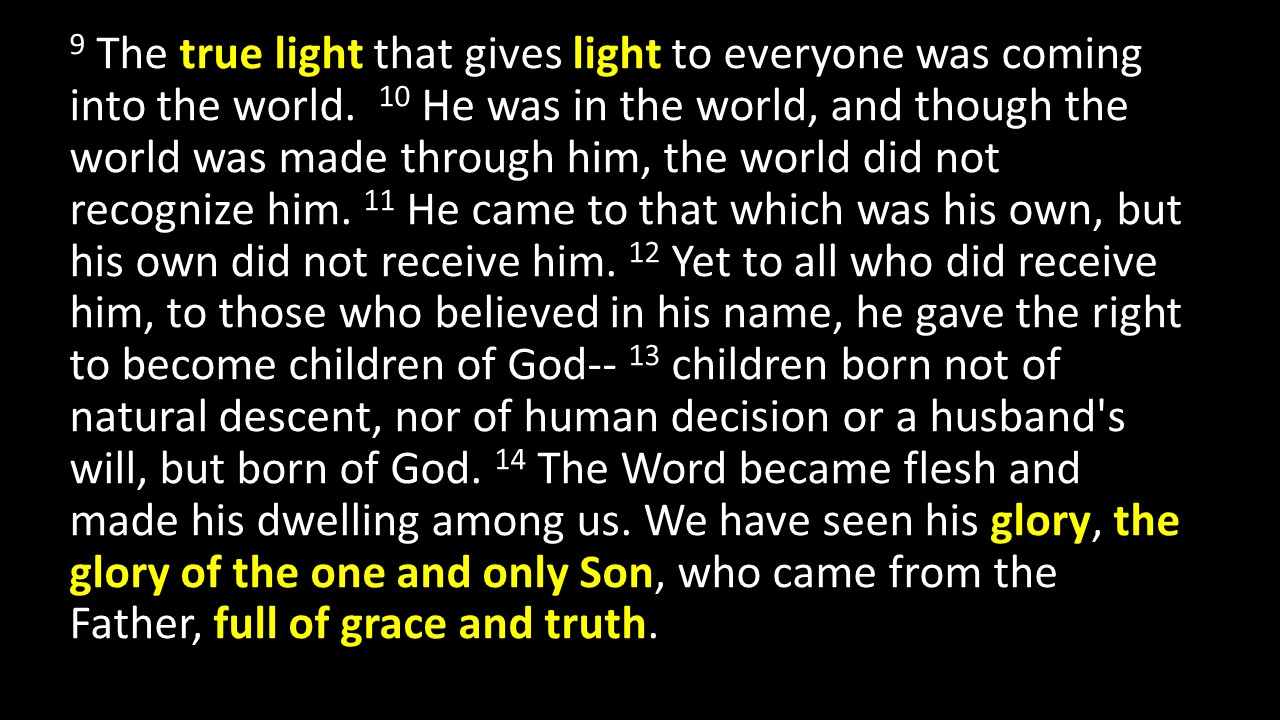 9 The true light that gives light to everyone was coming
into the world.  10 He was in the world, and though the
world was made through him, the world did not
recognize him. 11 He came to that which was his own, but
his own did not receive him. 12 Yet to all who did receive
him, to those who believed in his name, he gave the right
to become children of God-- 13 children born not of
natural descent, nor of human decision or a husband's
will, but born of God. 14 The Word became flesh and
made his dwelling among us. We have seen his glory, the
glory of the one and only Son, who came from the
Father, full of grace and truth.